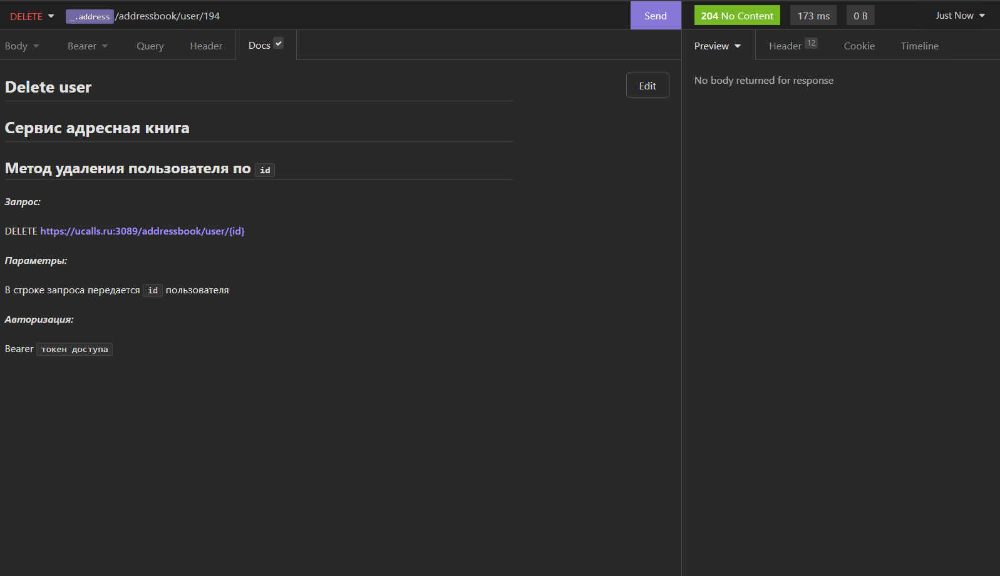 DELETE _.address/addressbook/user/194 Send 204 No Content 173 ms 0 B Just Now
Body Bearer Query Header Docs Preview Header 12 Cookie Timeline
Delete user
Edit
No body returned for response
Сервис адресная книга
Метод удаления пользователя по id
Запрос:
DELETE https://ucalls.ru:3089/addressbook/user/{id}
Параметры:
В строке запроса передается id пользователя
Авторизация:
Bearer токен доступа